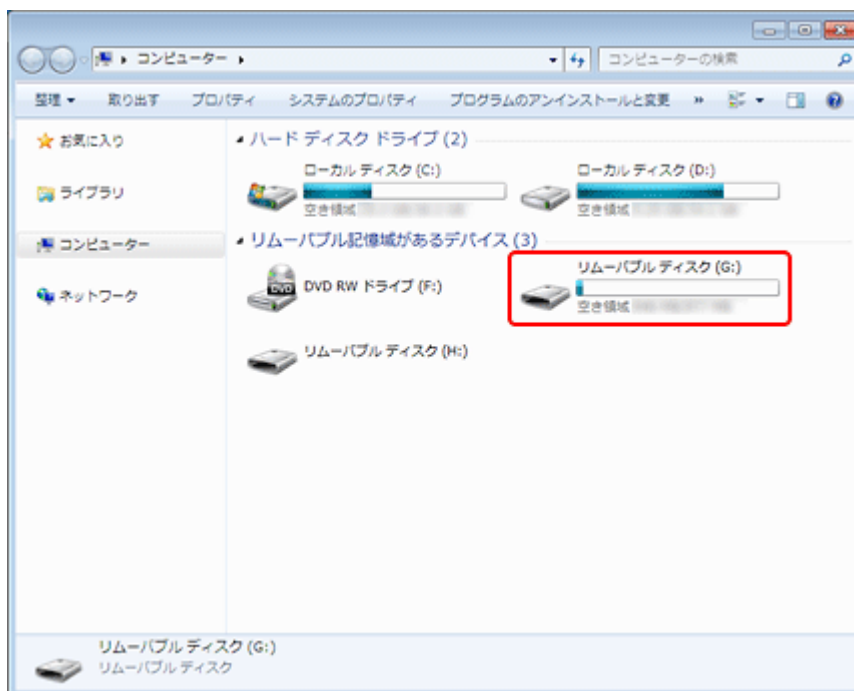 コンピューター
コンピューターの検索
整理 取り出す プロパティ システムのプロパティ プログラムのアンインストールと変更 »
お気に入り
ライブラリ
コンピューター
ネットワーク
ハード ディスク ドライブ (2)
ローカル ディスク (C:)
空き領域
ローカル ディスク (D:)
空き領域
リムーバブル記憶域があるデバイス (3)
DVD RW ドライブ (F:)
リムーバブル ディスク (G:)
空き領域
リムーバブル ディスク (H:)
リムーバブル ディスク (G:)
リムーバブル ディスク